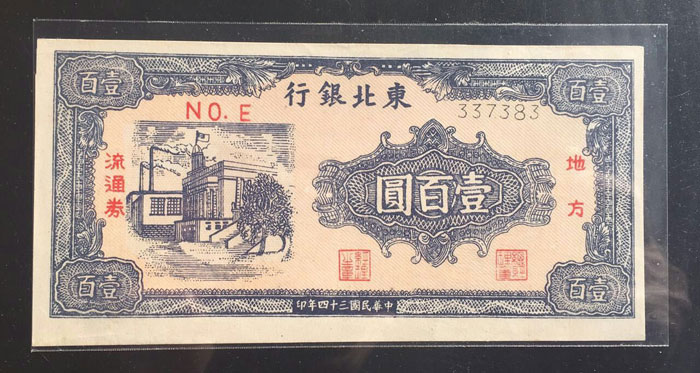 東北銀行
NO. E
337383
壹百
壹百
地方
流通券
壹百圓
壹百
壹百
中華民國三十四年印